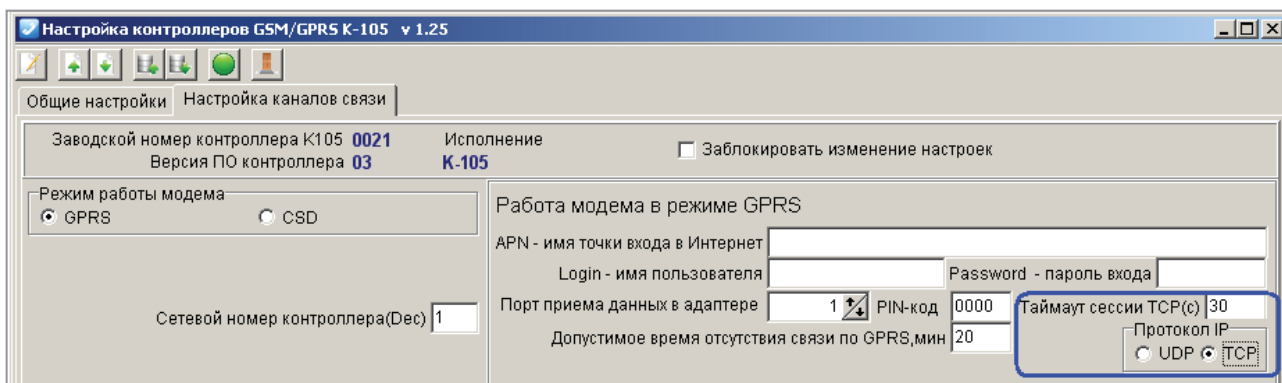 Настройка контроллеров GSM/GPRS К-105 v 1.25
Общие настройки Настройка каналов связи
Заводской номер контроллера К105 0021 Исполнение
Версия ПО контроллера 03 К-105
Заблокировать изменение настроек
Режим работы модема
GPRS CSD
Сетевой номер контроллера(Dec) 1
Работа модема в режиме GPRS
APN - имя точки входа в Интернет
Login - имя пользователя Password - пароль входа
Порт приема данных в адаптере 1 PIN-код 0000 Таймаут сессии TCP(с) 30
Допустимое время отсутствия связи по GPRS,мин 20
Протокол IP
UDP TCP